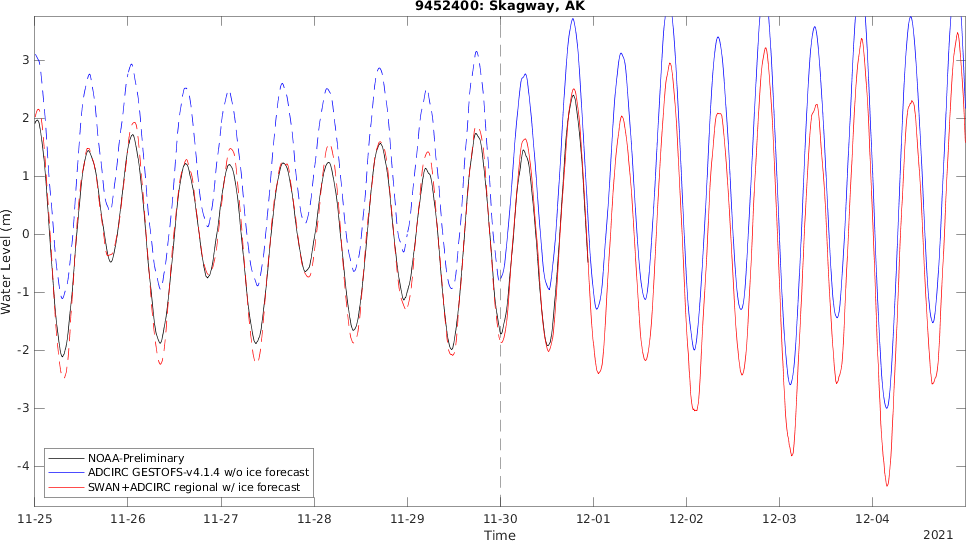 9452400: Skagway, AK
Water Level (m)
3
2
1
0
-1
-2
-3
-4
NOAA-Preliminary
ADCIRC GESTOFS-v4.1.4 w/o ice forecast
SWAN+ADCIRC regional w/ ice forecast
11-25 11-26 11-27 11-28 11-29 11-30 12-01 12-02 12-03 12-04
Time
2021